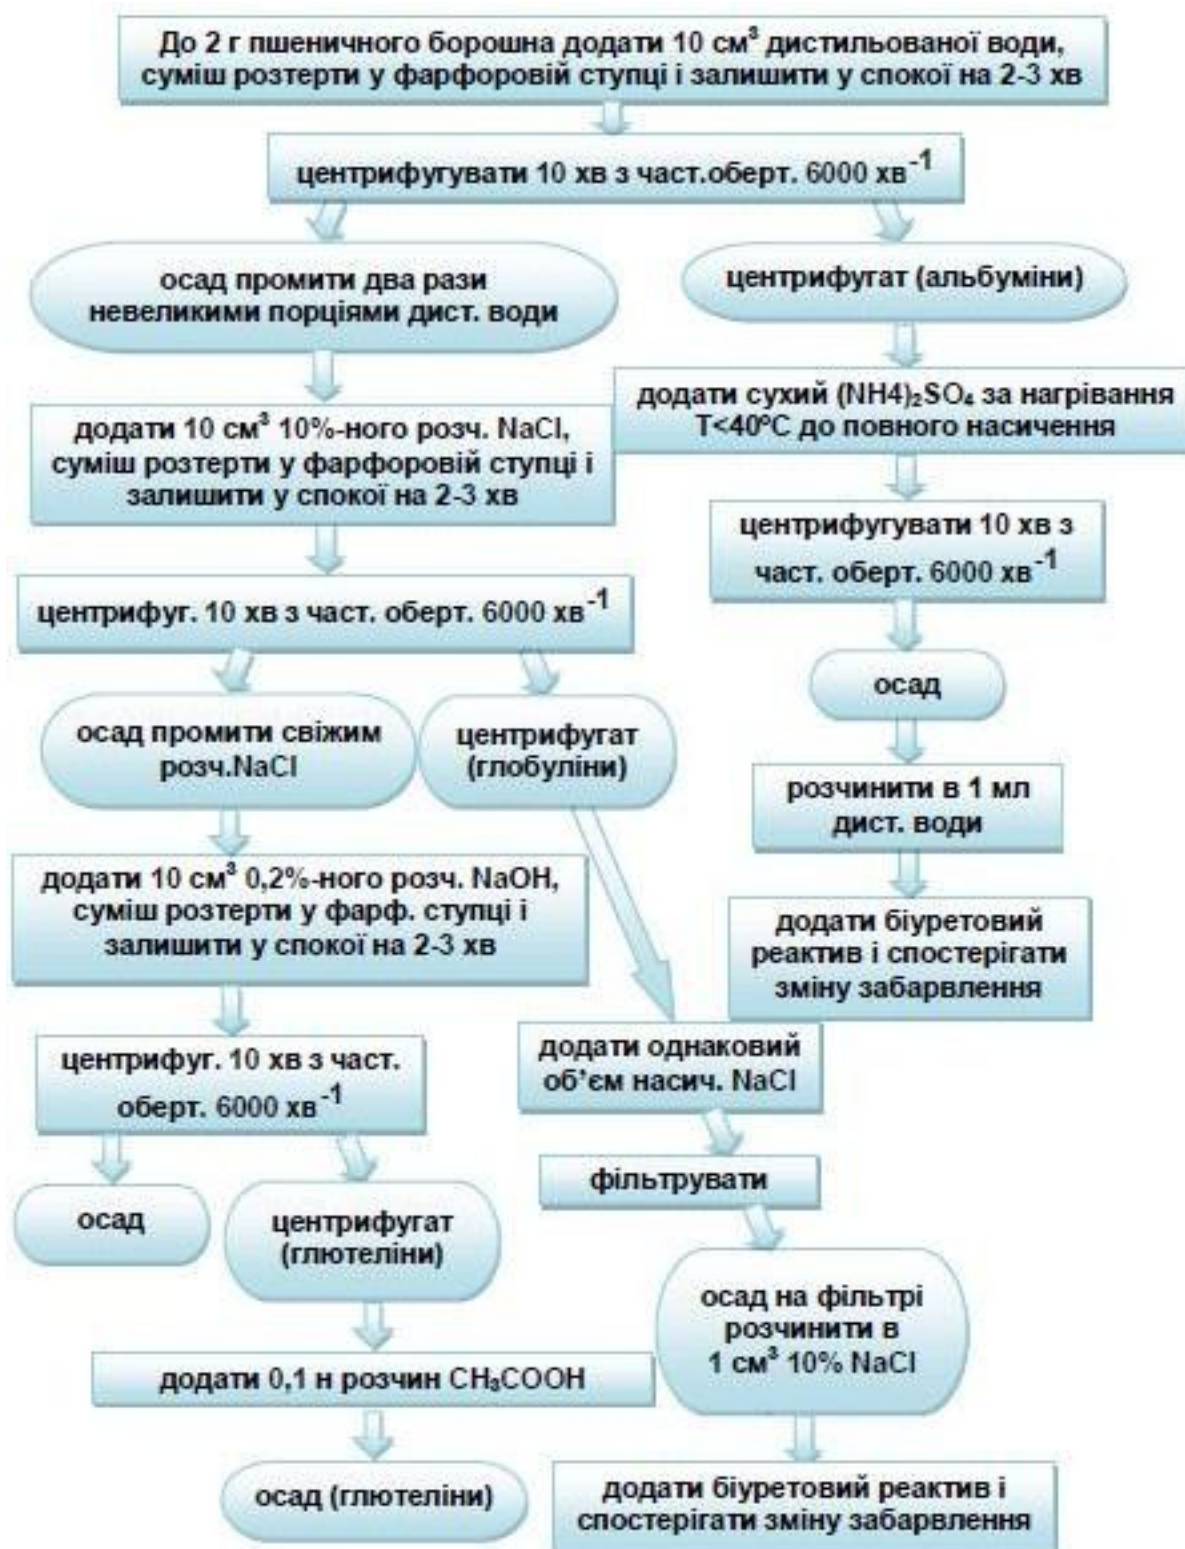 До 2 г пшеничного борошна додати 10 см³ дистильованої води,
суміш розтерти у фарфоровій ступці і залишити у спокої на 2-3 хв
центрифугувати 10 хв з част.оберт. 6000 хв⁻¹
осад промити два рази
невеликими порціями дист. води
центрифугат (альбуміни)
додати сухий (NH4)₂SO₄ за нагрівання
Т<40ºС до повного насичення
додати 10 см³ 10%-ного розч. NaCl,
суміш розтерти у фарфоровій ступці і
залишити у спокої на 2-3 хв
центрифугувати 10 хв з
част. оберт. 6000 хв⁻¹
центрифуг. 10 хв з част. оберт. 6000 хв⁻¹
осад
осад промити свіжим
розч.NaCl
центрифугат
(глобуліни)
розчинити в 1 мл
дист. води
додати 10 см³ 0,2%-ного розч. NaOH,
суміш розтерти у фарф. ступці і
залишити у спокої на 2-3 хв
додати біуретовий
реактив і спостерігати
зміну забарвлення
центрифуг. 10 хв з част.
оберт. 6000 хв⁻¹
додати однаковий
об’єм насич. NaCl
фільтрувати
осад
центрифугат
(глютеліни)
осад на фільтрі
розчинити в
1 см³ 10% NaCl
додати 0,1 н розчин CH₃COOH
осад (глютеліни)
додати біуретовий реактив і
спостерігати зміну забарвлення